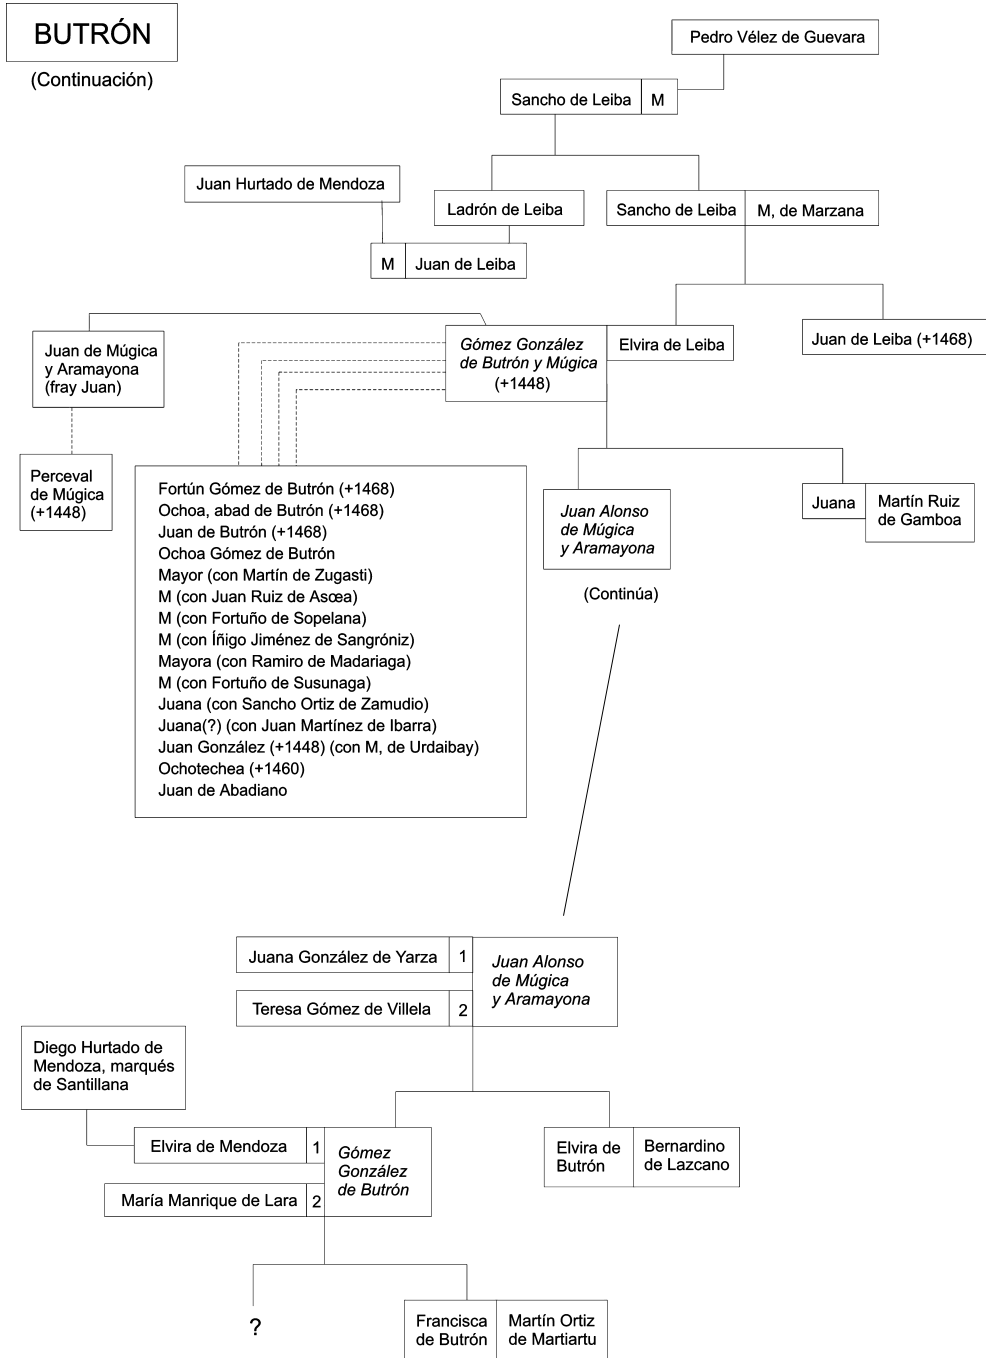 BUTRÓN
(Continuación)
Pedro Vélez de Guevara
Sancho de Leiba
M
Juan Hurtado de Mendoza
Ladrón de Leiba
Sancho de Leiba
M, de Marzana
M
Juan de Leiba
Juan de Múgica
y Aramayona
(fray Juan)
Gómez González
de Butrón y Múgica
(+1448)
Elvira de Leiba
Juan de Leiba (+1468)
Perceval
de Múgica
(+1448)
Fortún Gómez de Butrón (+1468)
Ochoa, abad de Butrón (+1468)
Juan de Butrón (+1468)
Ochoa Gómez de Butrón
Mayor (con Martín de Zugasti)
M (con Juan Ruiz de Asœa)
M (con Fortuño de Sopelana)
M (con Íñigo Jiménez de Sangróniz)
Mayora (con Ramiro de Madariaga)
M (con Fortuño de Susunaga)
Juana (con Sancho Ortiz de Zamudio)
Juana(?) (con Juan Martínez de Ibarra)
Juan González (+1448) (con M, de Urdaibay)
Ochotechea (+1460)
Juan de Abadiano
Juan Alonso
de Múgica
y Aramayona
Juana
Martín Ruiz
de Gamboa
(Continúa)
Juana González de Yarza
1
Teresa Gómez de Villela
2
Juan Alonso
de Múgica
y Aramayona
Diego Hurtado de
Mendoza, marqués
de Santillana
Elvira de Mendoza
1
María Manrique de Lara
2
Gómez
González
de Butrón
Elvira de
Butrón
Bernardino
de Lazcano
?
Francisca
de Butrón
Martín Ortiz
de Martiartu